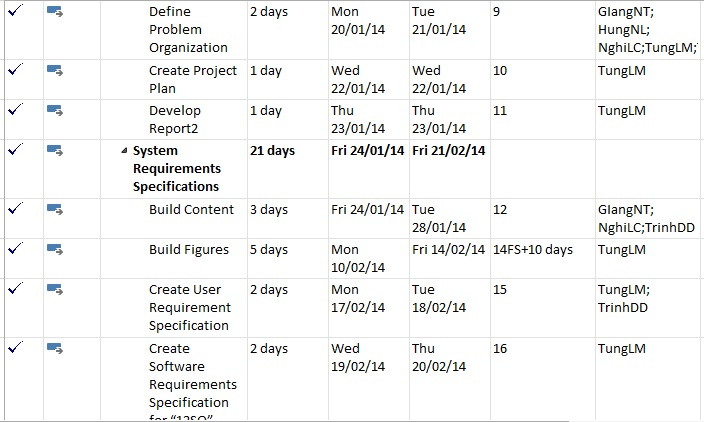 Define 2 days Mon Tue 9 GIangNT;
Problem 20/01/14 21/01/14 HungNL;
Organization NghiLC;TungLM;
Create Project 1 day Wed Wed 10 TungLM
Plan 22/01/14 22/01/14
Develop 1 day Thu Thu 11 TungLM
Report2 23/01/14 23/01/14
System 21 days Fri 24/01/14 Fri 21/02/14
Requirements
Specifications
Build Content 3 days Fri 24/01/14 Tue 12 GIangNT;
28/01/14 NghiLC;TrinhDD
Build Figures 5 days Mon Fri 14/02/14 14FS+10 days TungLM
10/02/14
Create User 2 days Mon Tue 15 TungLM;
Requirement 17/02/14 18/02/14 TrinhDD
Specification
Create 2 days Wed Thu 16 TungLM
Software 19/02/14 20/02/14
Requirements
Specification
for